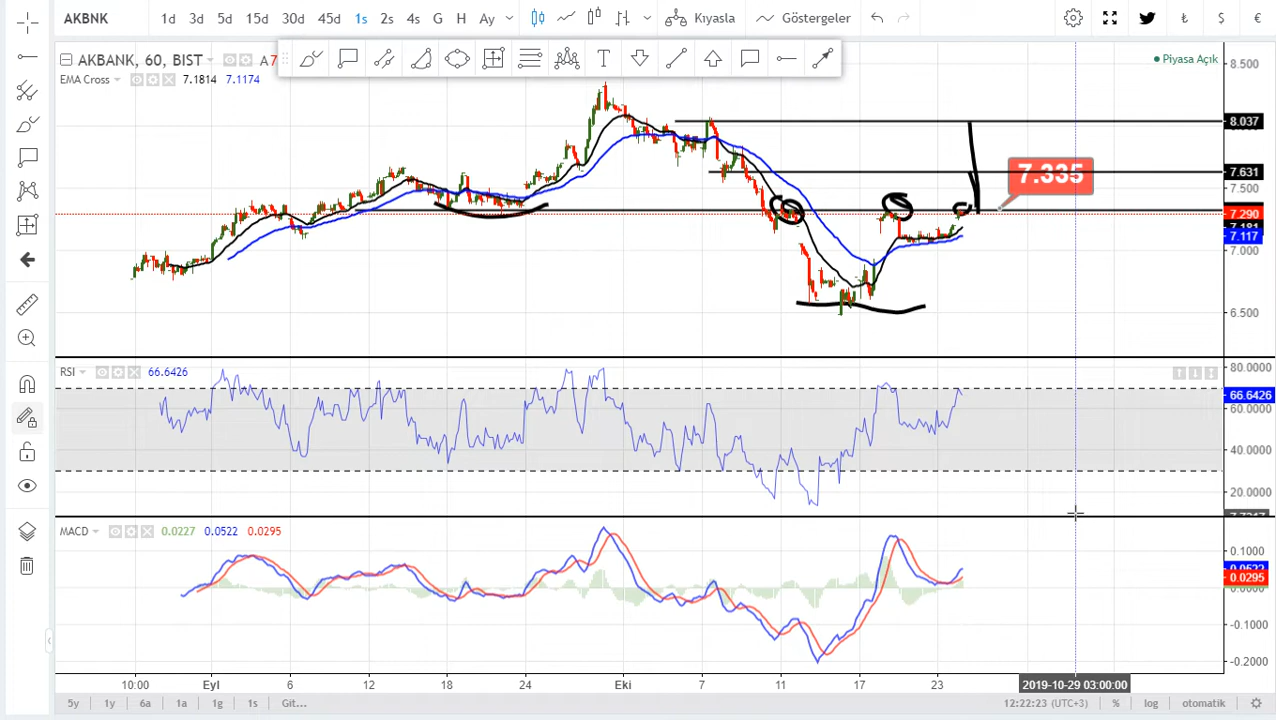 AKBNK 1d 3d 5d 15d 30d 45d 1s 2s 4s G H Ay Kıyasla Göstergeler ₺ $ €
AKBANK, 60, BIST A7
Piyasa Açık
EMA Cross 7.1814 7.1174
8.500
8.037
7.631
7.335
7.500
7.290
7.117
7.000
6.500
RSI 66.6426
80.0000
66.6426
60.0000
40.0000
20.0000
MACD 0.0227 0.0522 0.0295
0.1000
0.0522
0.0295
0.0000
-0.1000
-0.2000
10:00 Eyl 6 12 18 24 Eki 7 11 17 23 2019-10-29 03:00:00
5y 1y 6a 1a 1g 1s Git... 12:22:23 (UTC+3) % log otomatik